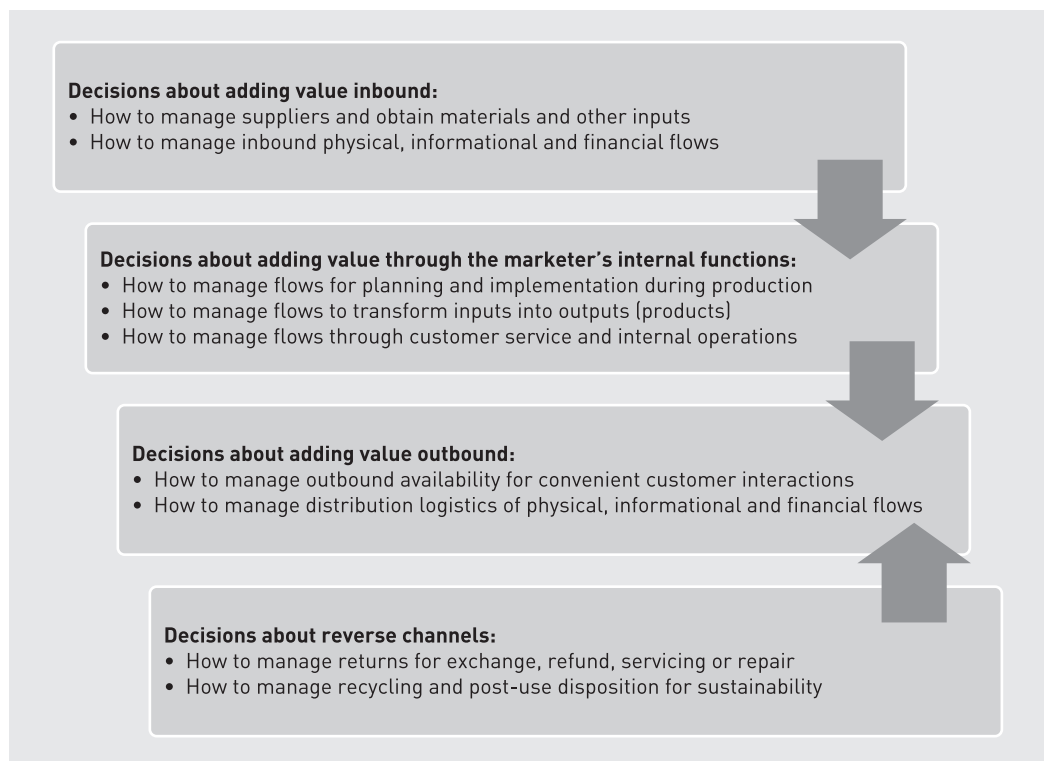 Decisions about adding value inbound:
• How to manage suppliers and obtain materials and other inputs
• How to manage inbound physical, informational and financial flows
Decisions about adding value through the marketer’s internal functions:
• How to manage flows for planning and implementation during production
• How to manage flows to transform inputs into outputs (products)
• How to manage flows through customer service and internal operations
Decisions about adding value outbound:
• How to manage outbound availability for convenient customer interactions
• How to manage distribution logistics of physical, informational and financial flows
Decisions about reverse channels:
• How to manage returns for exchange, refund, servicing or repair
• How to manage recycling and post-use disposition for sustainability